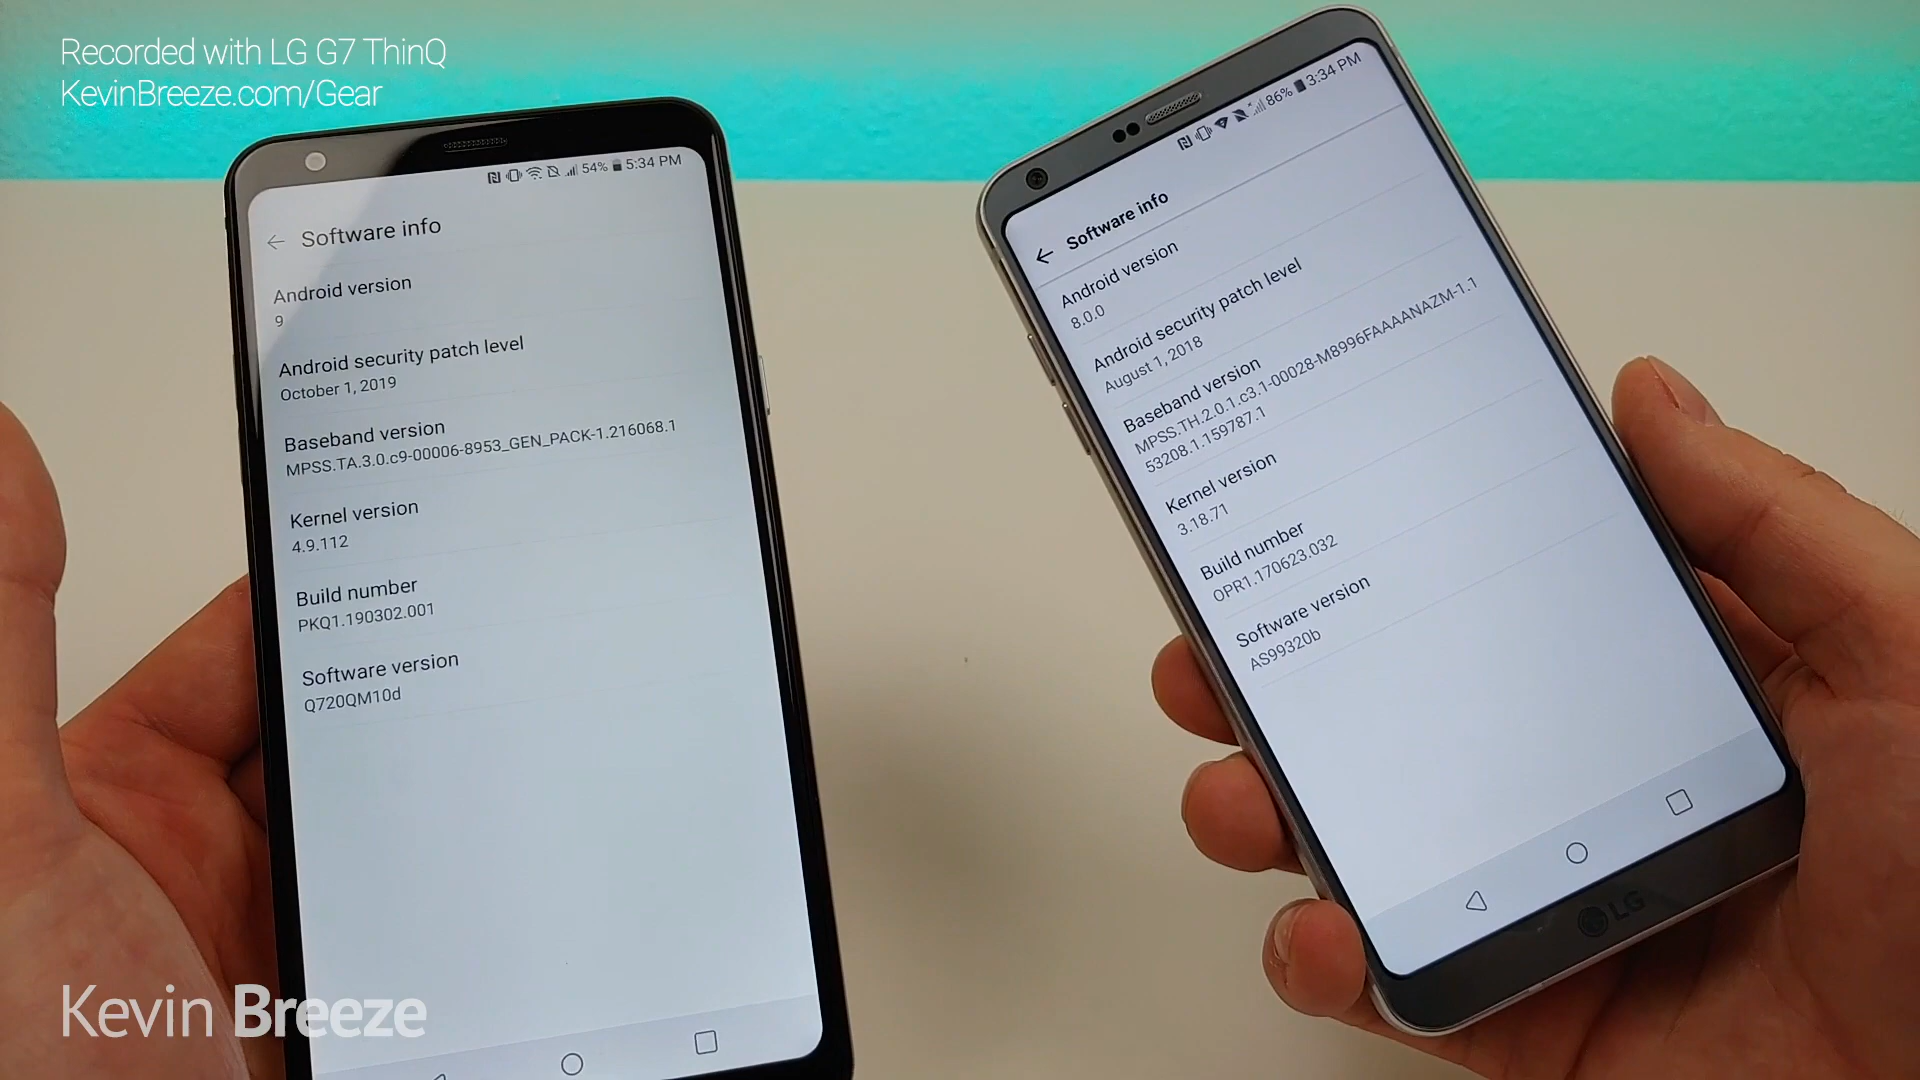 Recorded with LG G7 ThinQ
KevinBreeze.com/Gear
54% 5:34 PM
Software info
Android version
9
Android security patch level
October 1, 2019
Baseband version
MPSS.TA.3.0.c9-00006-8953_GEN_PACK-1.216068.1
Kernel version
4.9.112
Build number
PKQ1.190302.001
Software version
Q720QM10d
86% 3:34 PM
Software info
Android version
8.0.0
Android security patch level
August 1, 2018
Baseband version
MPSS.TH.2.0.1.c3.1-00028-M8996FAAAANAZM-1.1
53208.1.159787.1
Kernel version
3.18.71
Build number
OPR1.170623.032
Software version
AS99320b
LG
Kevin Breeze